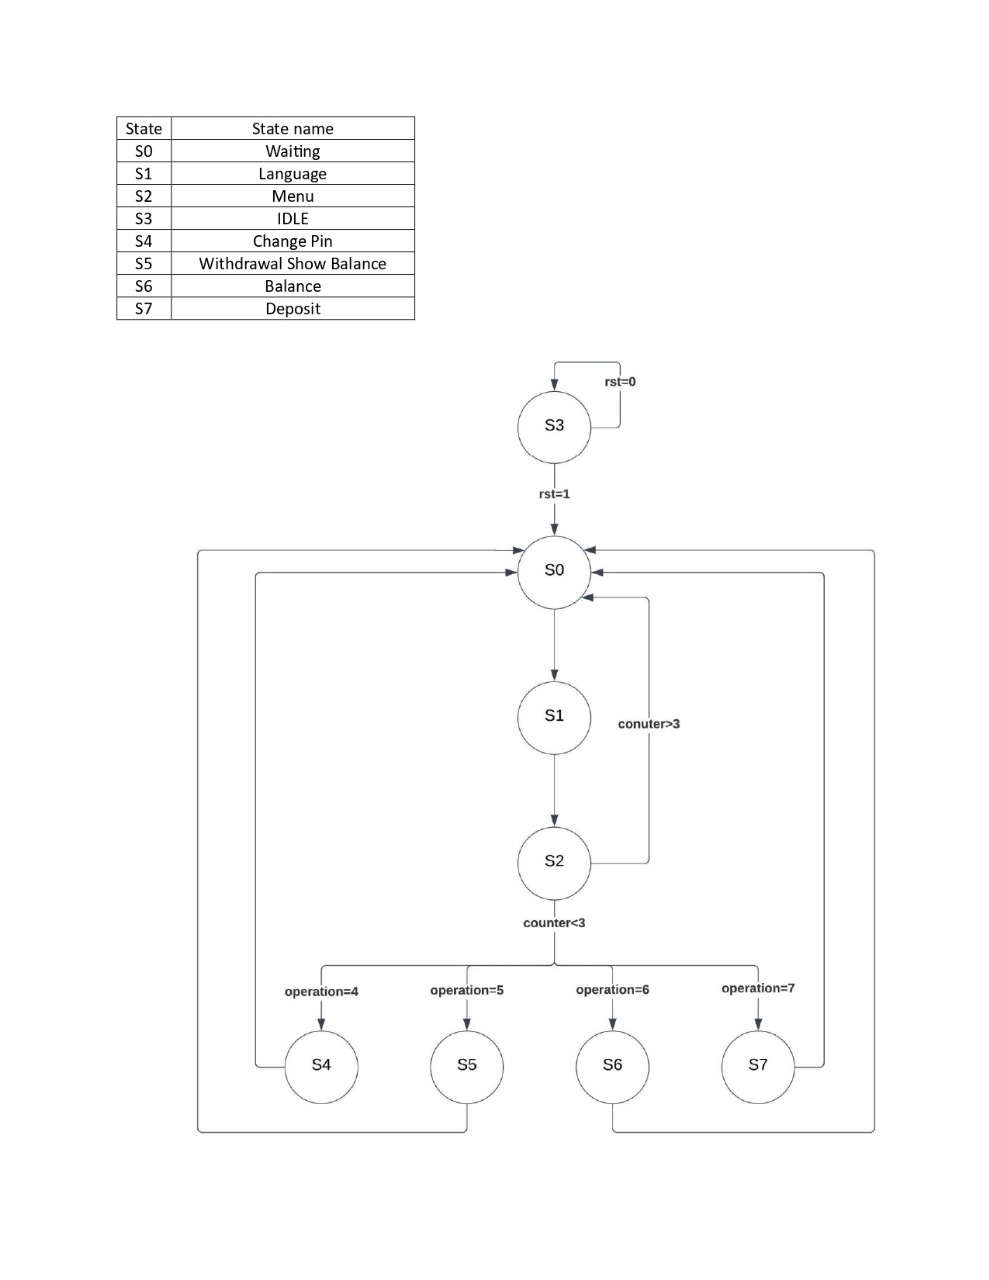 State State name
S0 Waiting
S1 Language
S2 Menu
S3 IDLE
S4 Change Pin
S5 Withdrawal Show Balance
S6 Balance
S7 Deposit
rst=0
S3
rst=1
S0
S1
conuter>3
S2
counter<3
operation=4 operation=5 operation=6 operation=7
S4 S5 S6 S7